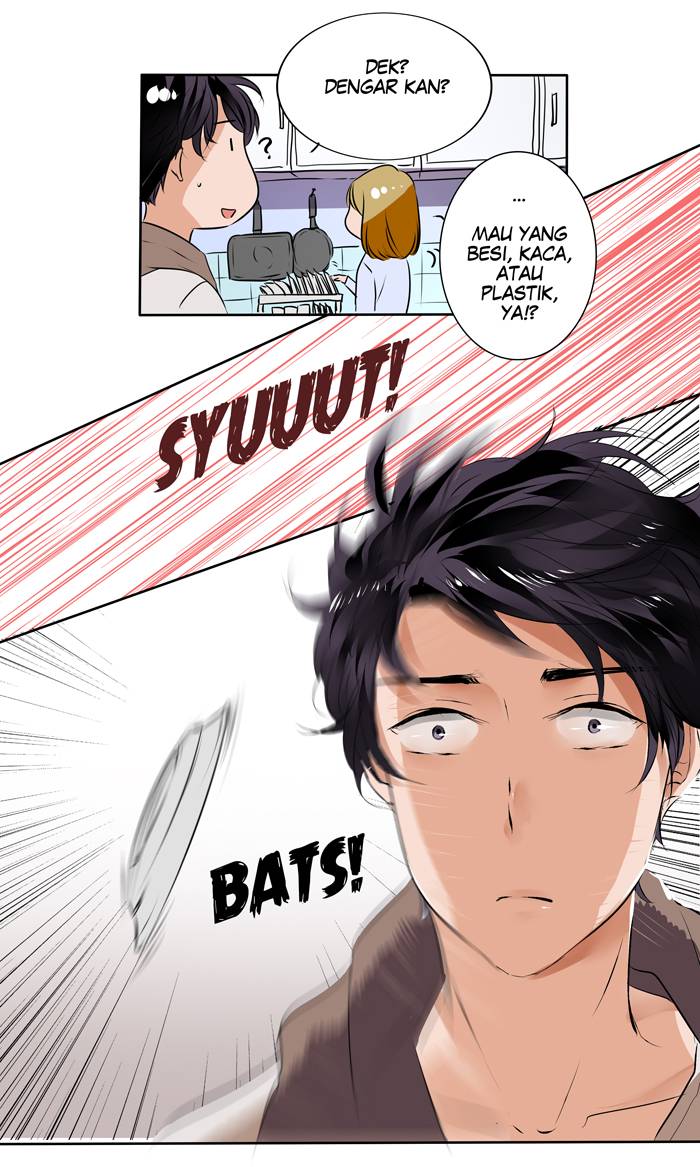 DEK?
DENGAR KAN?
?
...
MAU YANG
BESI, KACA,
ATAU
PLASTIK,
YA!?
SYUUUT!
BATS!